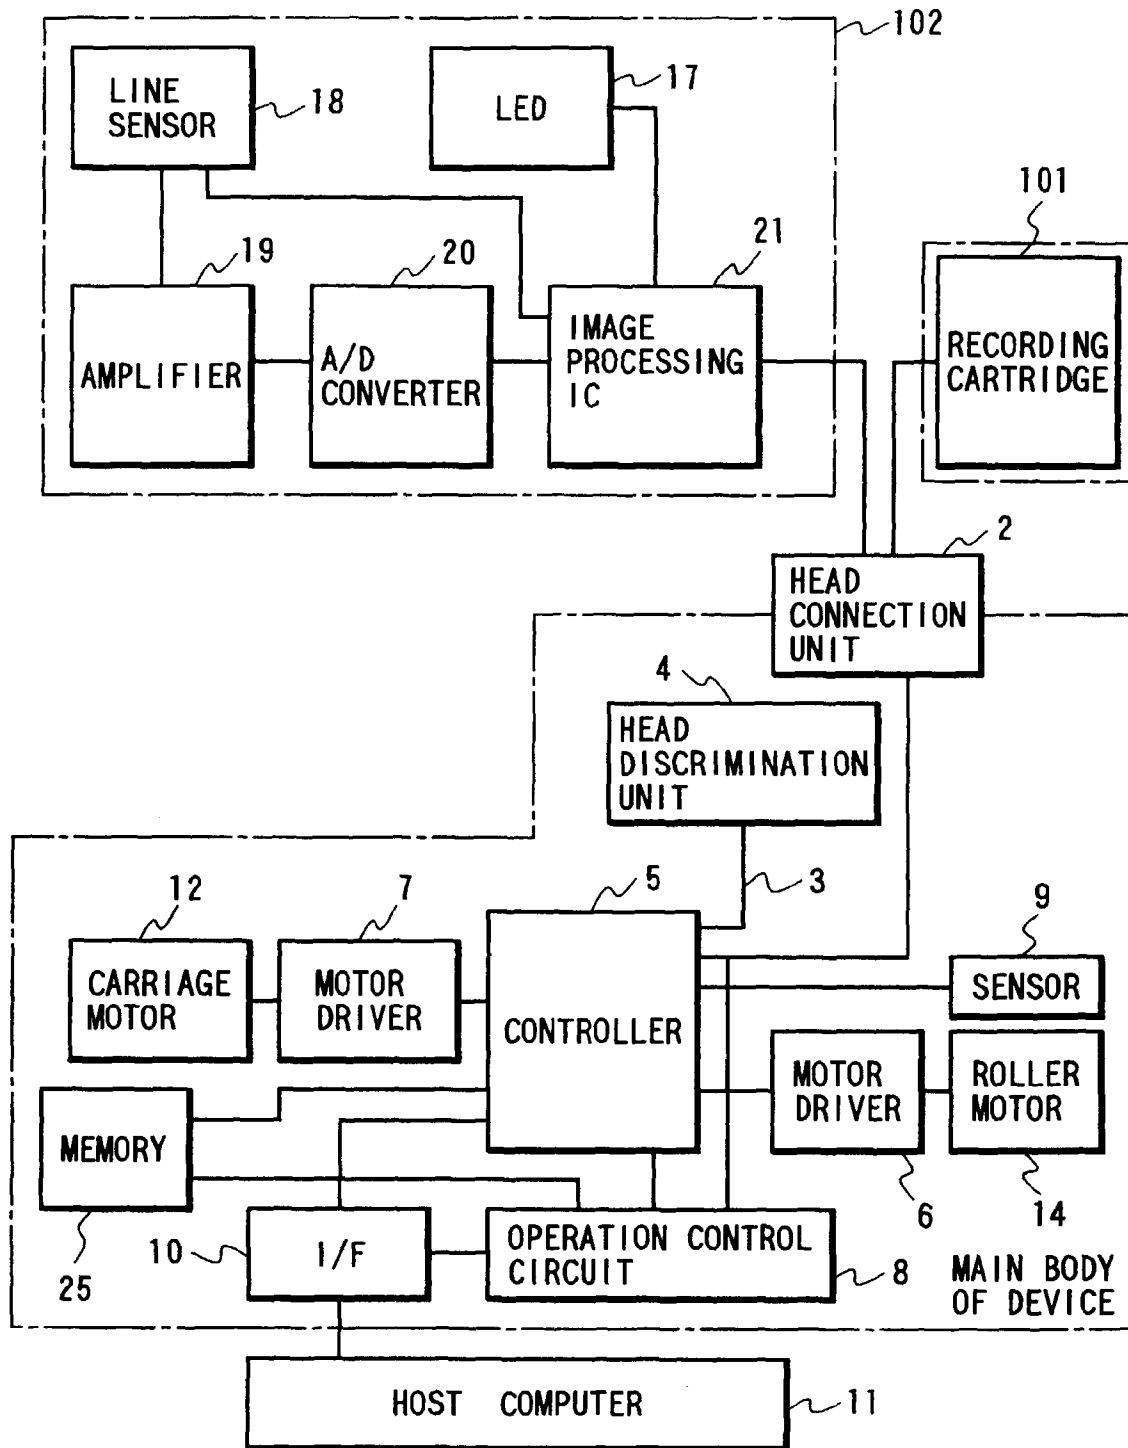 102
LINE
SENSOR
18
LED
17
101
19
20
21
AMPLIFIER
A/D
CONVERTER
IMAGE
PROCESSING
IC
RECORDING
CARTRIDGE
2
HEAD
CONNECTION
UNIT
4
HEAD
DISCRIMINATION
UNIT
3
12
7
5
9
CARRIAGE
MOTOR
MOTOR
DRIVER
CONTROLLER
SENSOR
MOTOR
DRIVER
ROLLER
MOTOR
MEMORY
6
14
25
10
I/F
OPERATION CONTROL
CIRCUIT
8
MAIN BODY
OF DEVICE
HOST COMPUTER
11